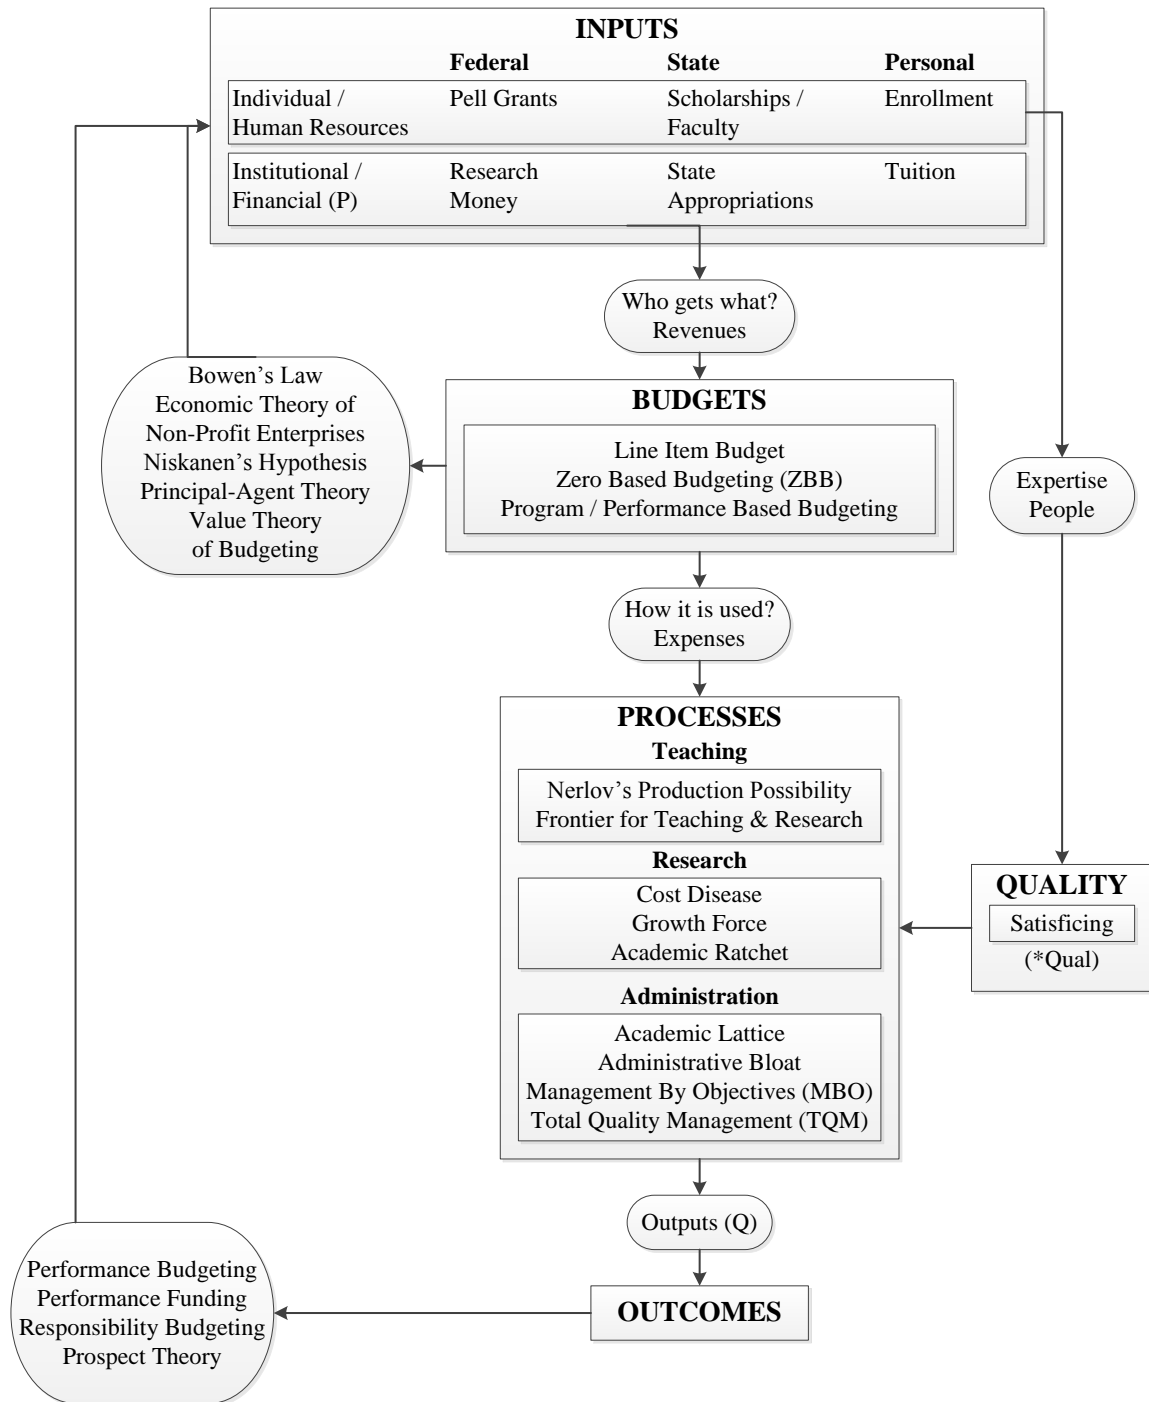 INPUTS
Federal State Personal
Individual / Pell Grants Scholarships / Enrollment
Human Resources Faculty
Institutional / Research State Tuition
Financial (P) Money Appropriations
Who gets what?
Revenues
Bowen’s Law
Economic Theory of
Non-Profit Enterprises
Niskanen’s Hypothesis
Principal-Agent Theory
Value Theory
of Budgeting
BUDGETS
Line Item Budget
Zero Based Budgeting (ZBB)
Program / Performance Based Budgeting
Expertise
People
How it is used?
Expenses
PROCESSES
Teaching
Nerlov’s Production Possibility
Frontier for Teaching & Research
Research
Cost Disease
Growth Force
Academic Ratchet
Administration
Academic Lattice
Administrative Bloat
Management By Objectives (MBO)
Total Quality Management (TQM)
QUALITY
Satisficing
(*Qual)
Outputs (Q)
OUTCOMES
Performance Budgeting
Performance Funding
Responsibility Budgeting
Prospect Theory